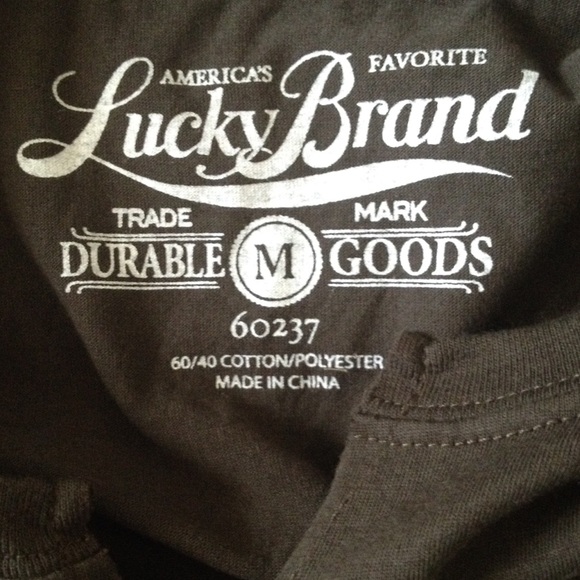 AMERICA'S FAVORITE
Lucky Brand
TRADE MARK
DURABLE M GOODS
60237
60/40 COTTON/POLYESTER
MADE IN CHINA